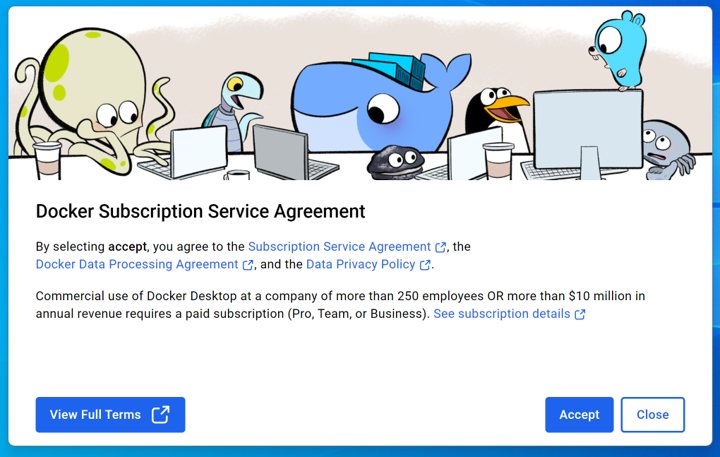 Docker Subscription Service Agreement
By selecting accept, you agree to the Subscription Service Agreement, the
Docker Data Processing Agreement, and the Data Privacy Policy.
Commercial use of Docker Desktop at a company of more than 250 employees OR more than $10 million in
annual revenue requires a paid subscription (Pro, Team, or Business). See subscription details
View Full Terms
Accept
Close